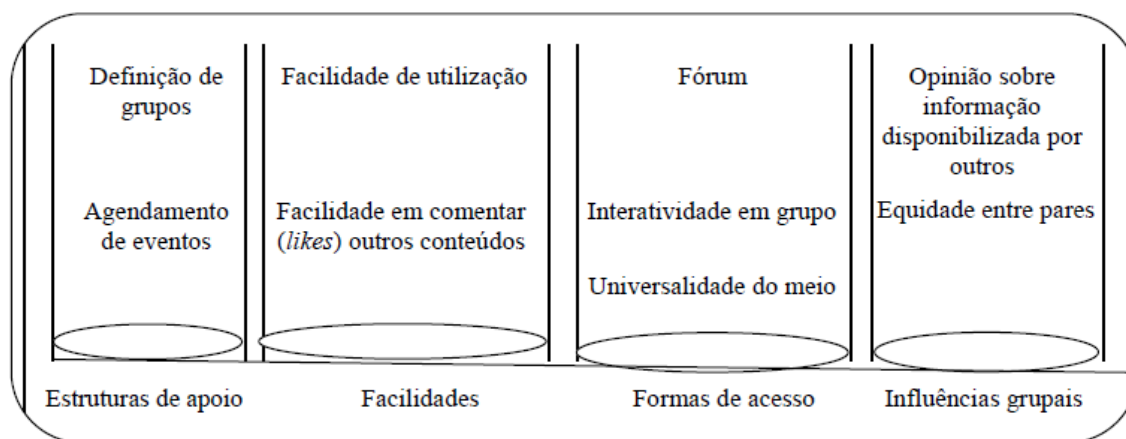 Definição de
grupos
Agendamento
de eventos
Estruturas de apoio
Facilidade de utilização
Facilidade em comentar
(likes) outros conteúdos
Facilidades
Fórum
Interatividade em grupo
Universalidade do meio
Formas de acesso
Opinião sobre
informação
disponibilizada por
outros
Equidade entre pares
Influências grupais